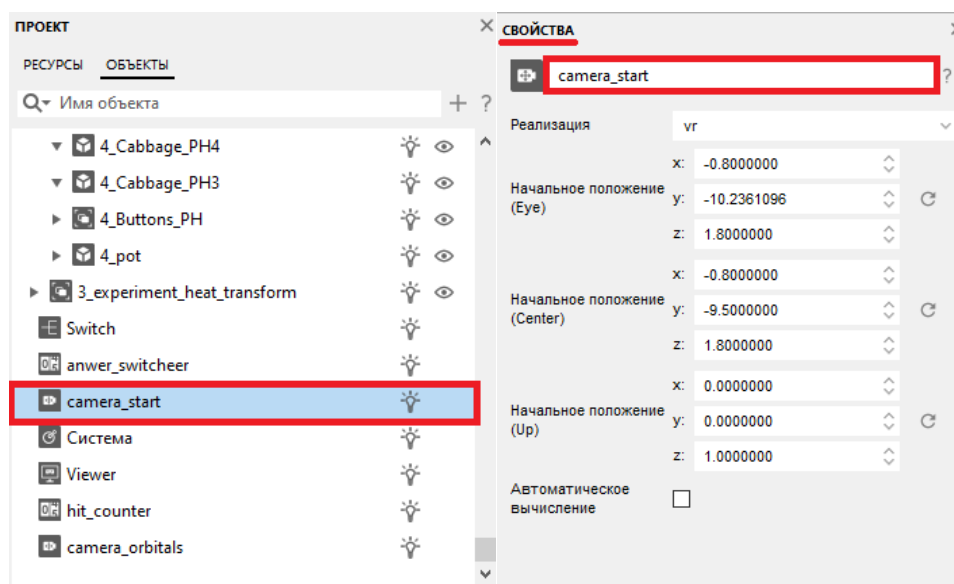 ПРОЕКТ
РЕСУРСЫ ОБЪЕКТЫ
Имя объекта
4_Cabbage_PH4
4_Cabbage_PH3
4_Buttons_PH
4_pot
3_experiment_heat_transform
Switch
anwer_switcheer
camera_start
Система
Viewer
hit_counter
camera_orbitals
СВОЙСТВА
camera_start
Реализация vr
Начальное положение
(Eye)
x: -0.8000000
y: -10.2361096
z: 1.8000000
Начальное положение
(Center)
x: -0.8000000
y: -9.5000000
z: 1.8000000
Начальное положение
(Up)
x: 0.0000000
y: 0.0000000
z: 1.0000000
Автоматическое
вычисление